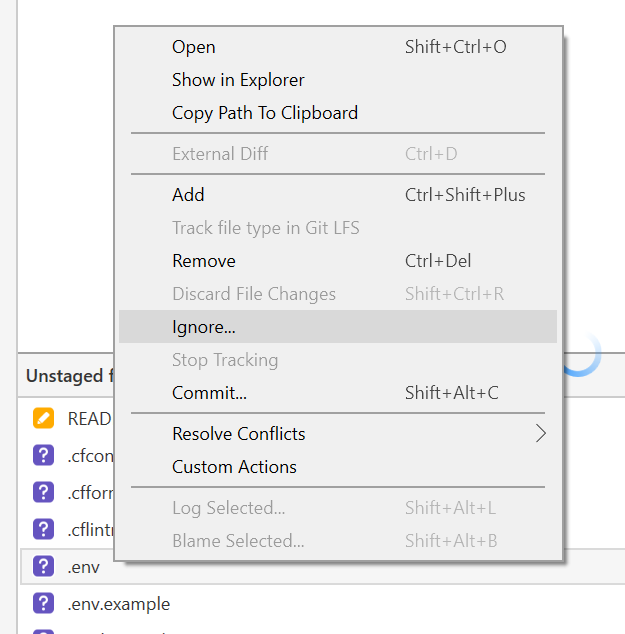 Open Shift+Ctrl+O
Show in Explorer
Copy Path To Clipboard
External Diff Ctrl+D
Add Ctrl+Shift+Plus
Track file type in Git LFS
Remove Ctrl+Del
Discard File Changes Shift+Ctrl+R
Ignore...
Stop Tracking
Commit... Shift+Alt+C
Resolve Conflicts
Custom Actions
Log Selected... Shift+Alt+L
Blame Selected... Shift+Alt+B
Unstaged f
READ
.cfcon
.cfforn
.cflintr
.env
.env.example